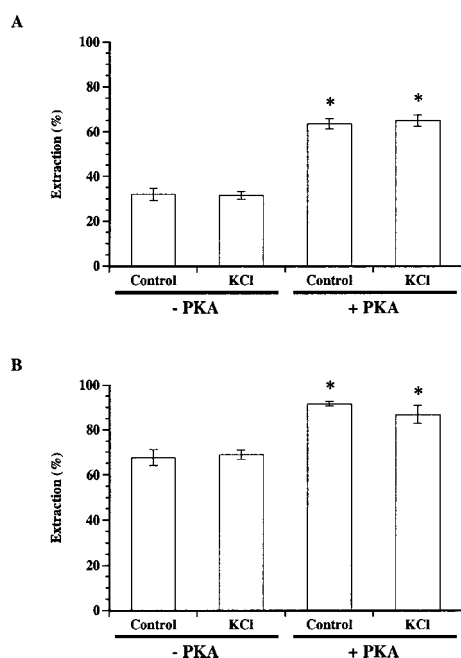 A
100
*
*
80
60
Extraction (%)
40
20
0
Control KCl Control KCl
- PKA + PKA
B
100
*
*
80
60
Extraction (%)
40
20
0
Control KCl Control KCl
- PKA + PKA